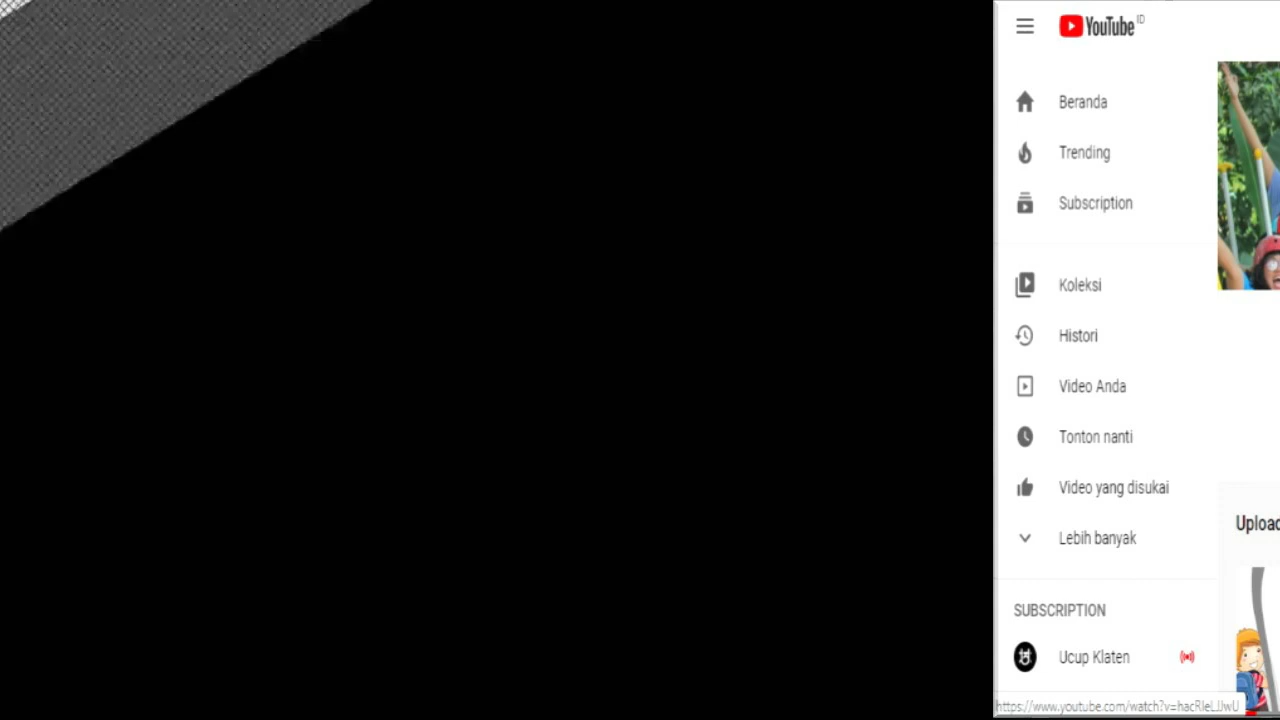 YouTube ID
Beranda
Trending
Subscription
Koleksi
Histori
Video Anda
Tonton nanti
Video yang disukai
Lebih banyak
Upload
SUBSCRIPTION
Ucup Klaten